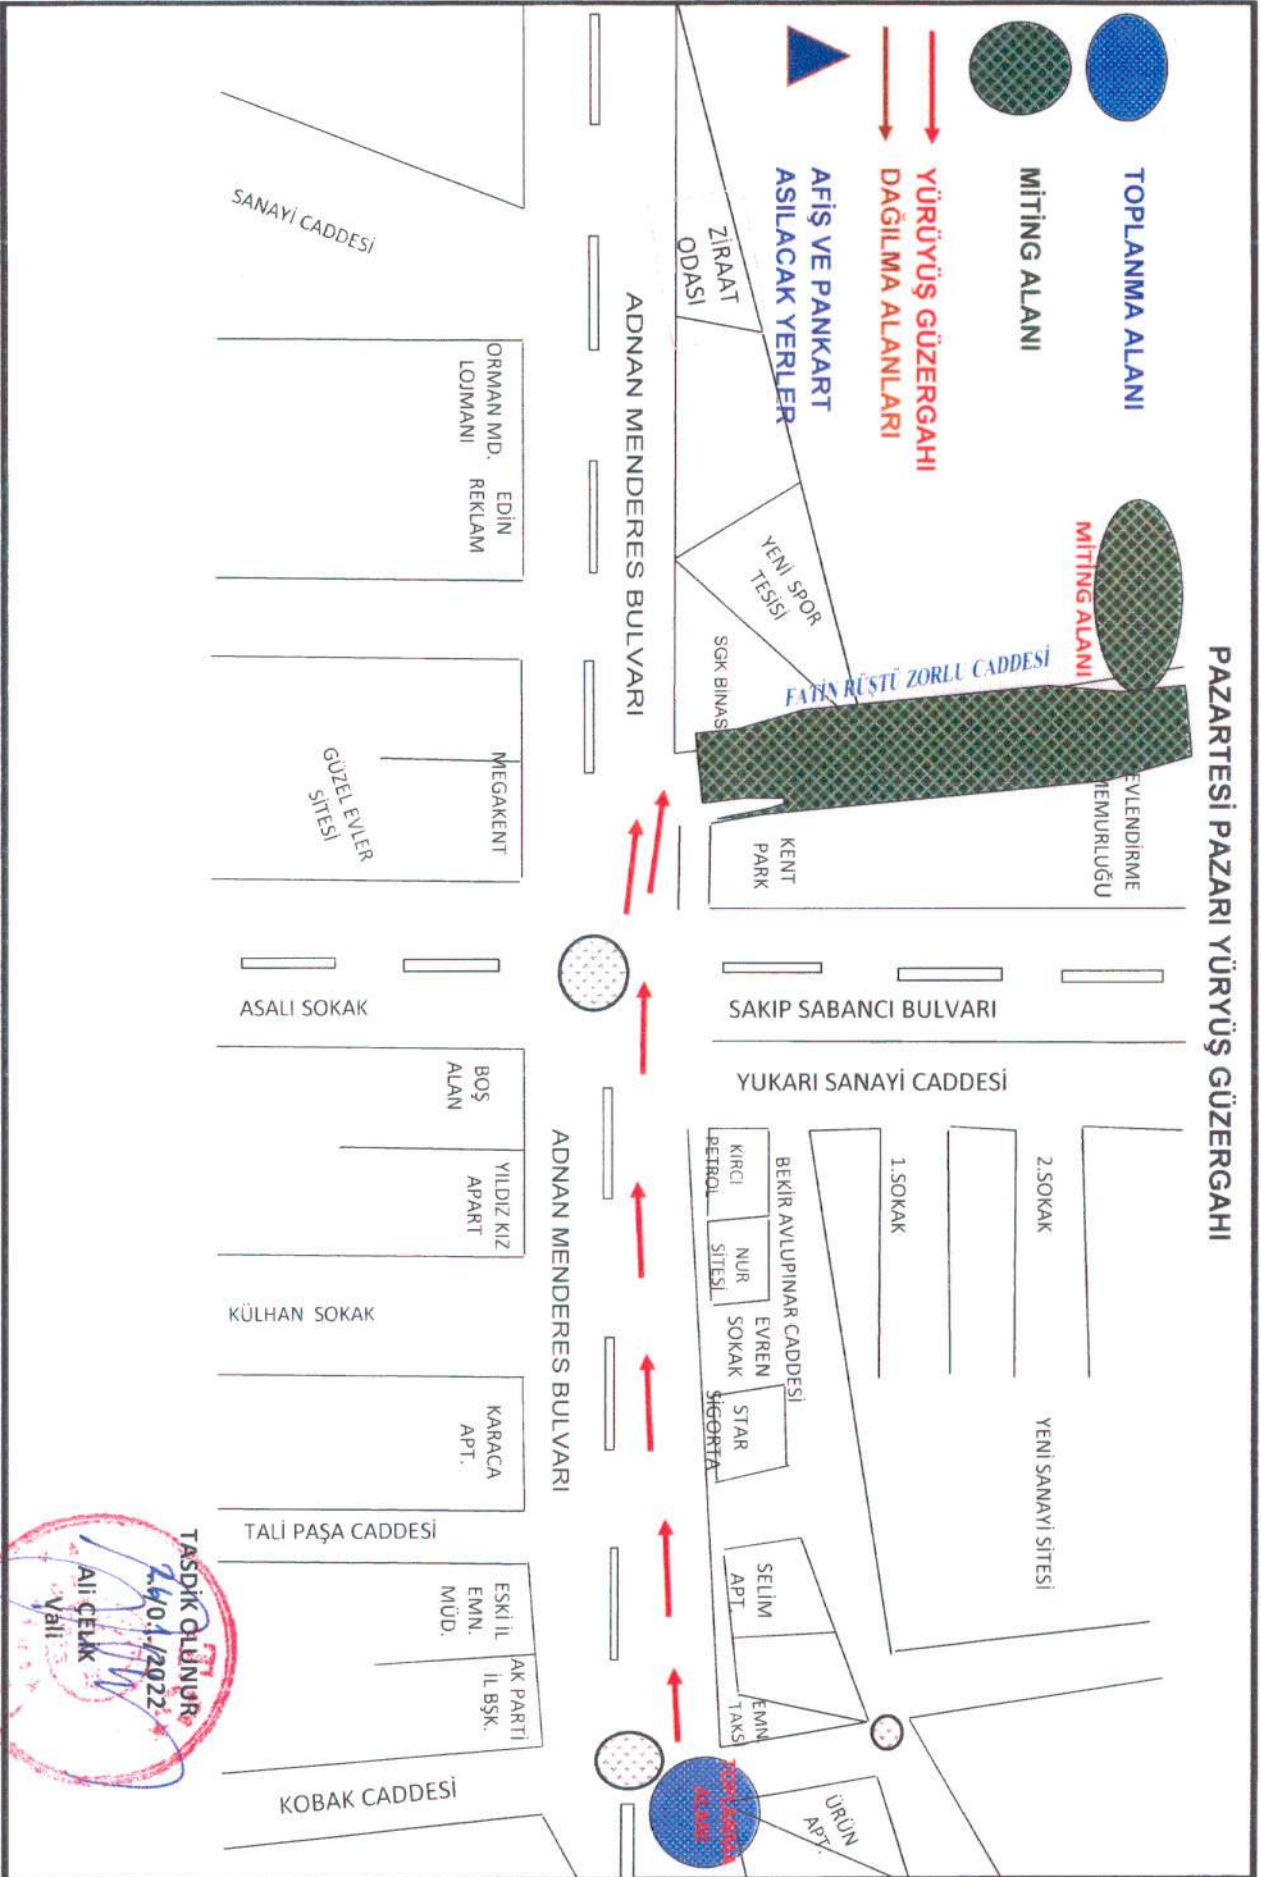 PAZARTESİ PAZARI YÜRYÜŞ GÜZERGAHI
TOPLANMA ALANI
MİTİNG ALANI
YÜRÜYÜŞ GÜZERGAHI
DAĞILMA ALANLARI
AFİŞ VE PANKART
ASILACAK YERLER
MİTİNG ALANI
EVLENDİRME
MEMURLUĞU
FATİN RÜŞTÜ ZORLU CADDESİ
ZİRAAT
ODASI
YENİ SPOR
TESİSİ
SGK BİNAS
KENT
PARK
SAKIP SABANCI BULVARI
YUKARI SANAYİ CADDESİ
2.SOKAK
1.SOKAK
YENİ SANAYİ SİTESİ
BEKİR AVLUPINAR CADDESİ
KIRCI
PETROL
NUR
SİTESİ
EVREN
SOKAK
STAR
SİGORTA
SELİM
APT.
EMN.
TAKSİ
ÜRÜN
APT.
TOPLANMA
ALANI
ADNAN MENDERES BULVARI
ADNAN MENDERES BULVARI
SANAYİ CADDESİ
ORMAN MD.
LOJMANI
EDİN
REKLAM
MEGAKENT
GÜZEL EVLER
SİTESİ
ASALI SOKAK
BOŞ
ALAN
YILDIZ KIZ
APART
KÜLHAN SOKAK
KARACA
APT.
TALİ PAŞA CADDESİ
ESKİ İL
EMN.
MÜD.
AK PARTİ
İL BŞK.
KOBAK CADDESİ
TASDİK OLUNUR
26/01/2022
Ali ÇELİK
Vali